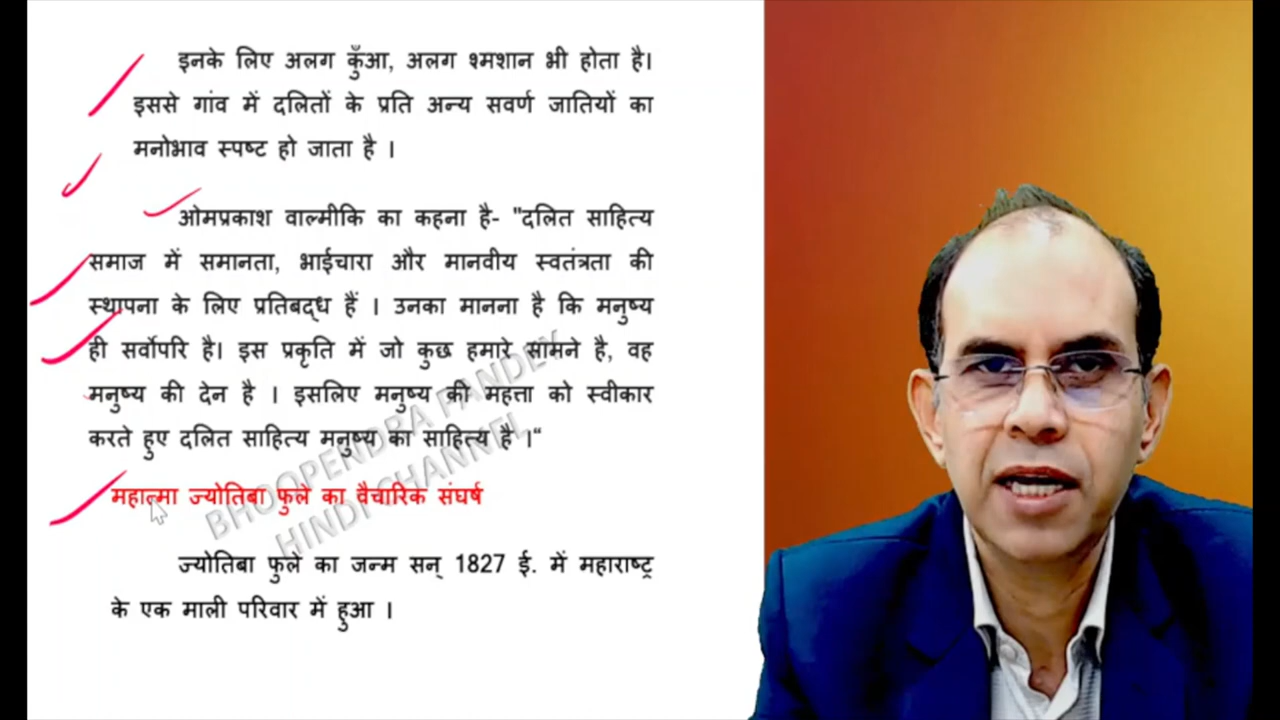 इनके लिए अलग कुँआ, अलग श्मशान भी होता है।
इससे गांव में दलितों के प्रति अन्य सवर्ण जातियों का
मनोभाव स्पष्ट हो जाता है ।
ओमप्रकाश वाल्मीकि का कहना है- "दलित साहित्य
समाज में समानता, भाईचारा और मानवीय स्वतंत्रता की
स्थापना के लिए प्रतिबद्ध हैं । उनका मानना है कि मनुष्य
ही सर्वोपरि है। इस प्रकृति में जो कुछ हमारे सामने है, वह
मनुष्य की देन है । इसलिए मनुष्य की महत्ता को स्वीकार
करते हुए दलित साहित्य मनुष्य का साहित्य है ।“
महात्मा ज्योतिबा फुले का वैचारिक संघर्ष
ज्योतिबा फुले का जन्म सन् 1827 ई. में महाराष्ट्र
के एक माली परिवार में हुआ ।
BHOOPENDRA PANDEY
HINDI CHANNEL